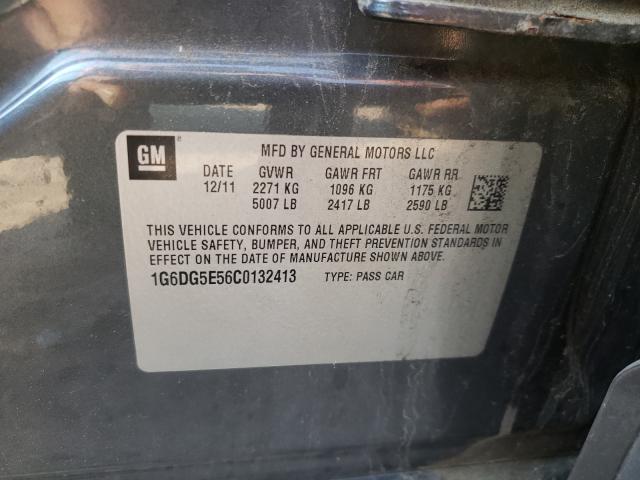 GM
MFD BY GENERAL MOTORS LLC
DATE GVWR GAWR FRT GAWR RR
12/11 2271 KG 1096 KG 1175 KG
5007 LB 2417 LB 2590 LB
THIS VEHICLE CONFORMS TO ALL APPLICABLE U.S. FEDERAL MOTOR
VEHICLE SAFETY, BUMPER, AND THEFT PREVENTION STANDARDS IN
EFFECT ON THE DATE OF MANUFACTURE SHOWN ABOVE.
1G6DG5E56C0132413 TYPE: PASS CAR